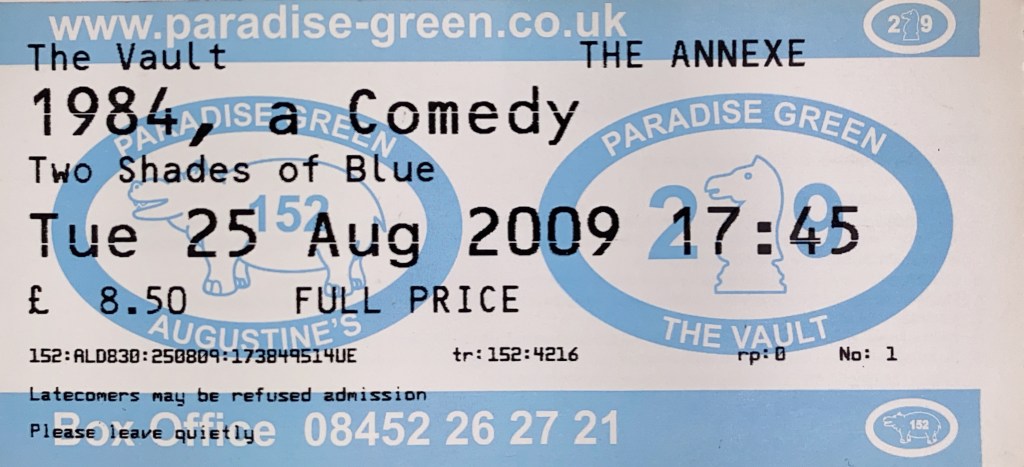 www.paradise-green.co.uk
2 9
The Vault THE ANNEXE
1984, a Comedy
Two Shades of Blue
Tue 25 Aug 2009 17:45
£ 8.50 FULL PRICE
PARADISE GREEN
152
AUGUSTINE'S
PARADISE GREEN
29
THE VAULT
152:ALD830:250809:173849514UE tr:152:4216 rp:0 No: 1
Latecomers may be refused admission
Please leave quietly
Box Office 08452 26 27 21
152